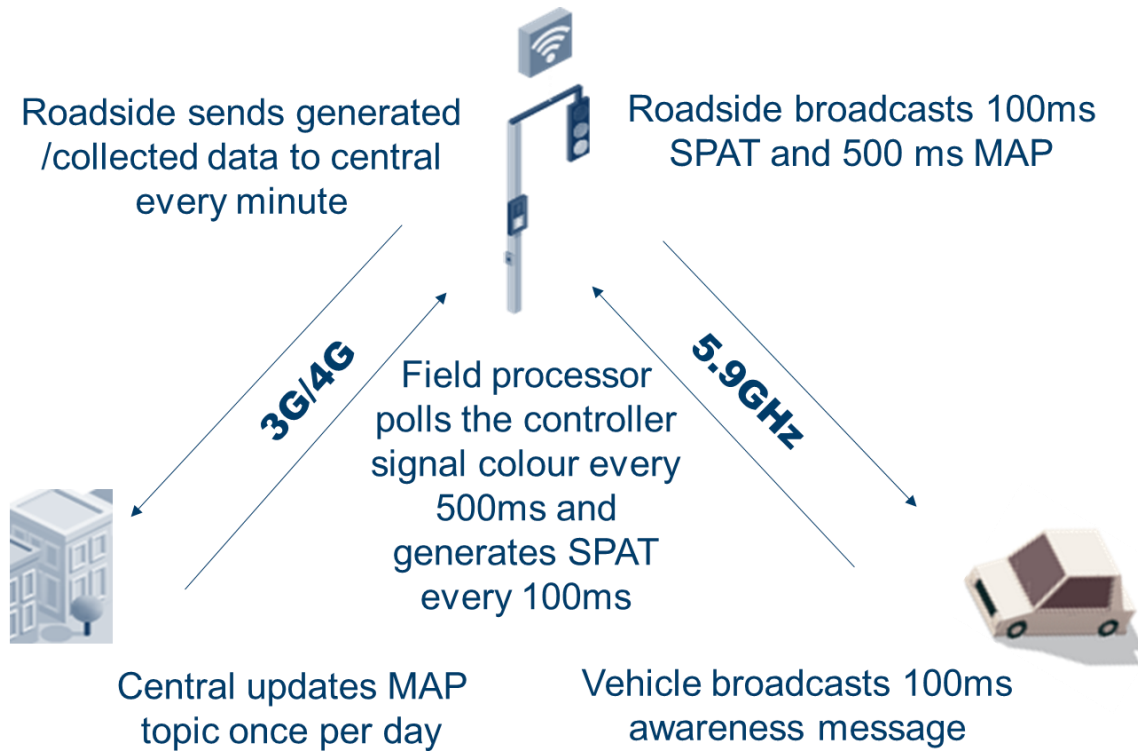 Roadside sends generated
/collected data to central
every minute
Roadside broadcasts 100ms
SPAT and 500 ms MAP
3G/4G
Field processor
polls the controller
signal colour every
500ms and
generates SPAT
every 100ms
5.9GHz
Central updates MAP
topic once per day
Vehicle broadcasts 100ms
awareness message